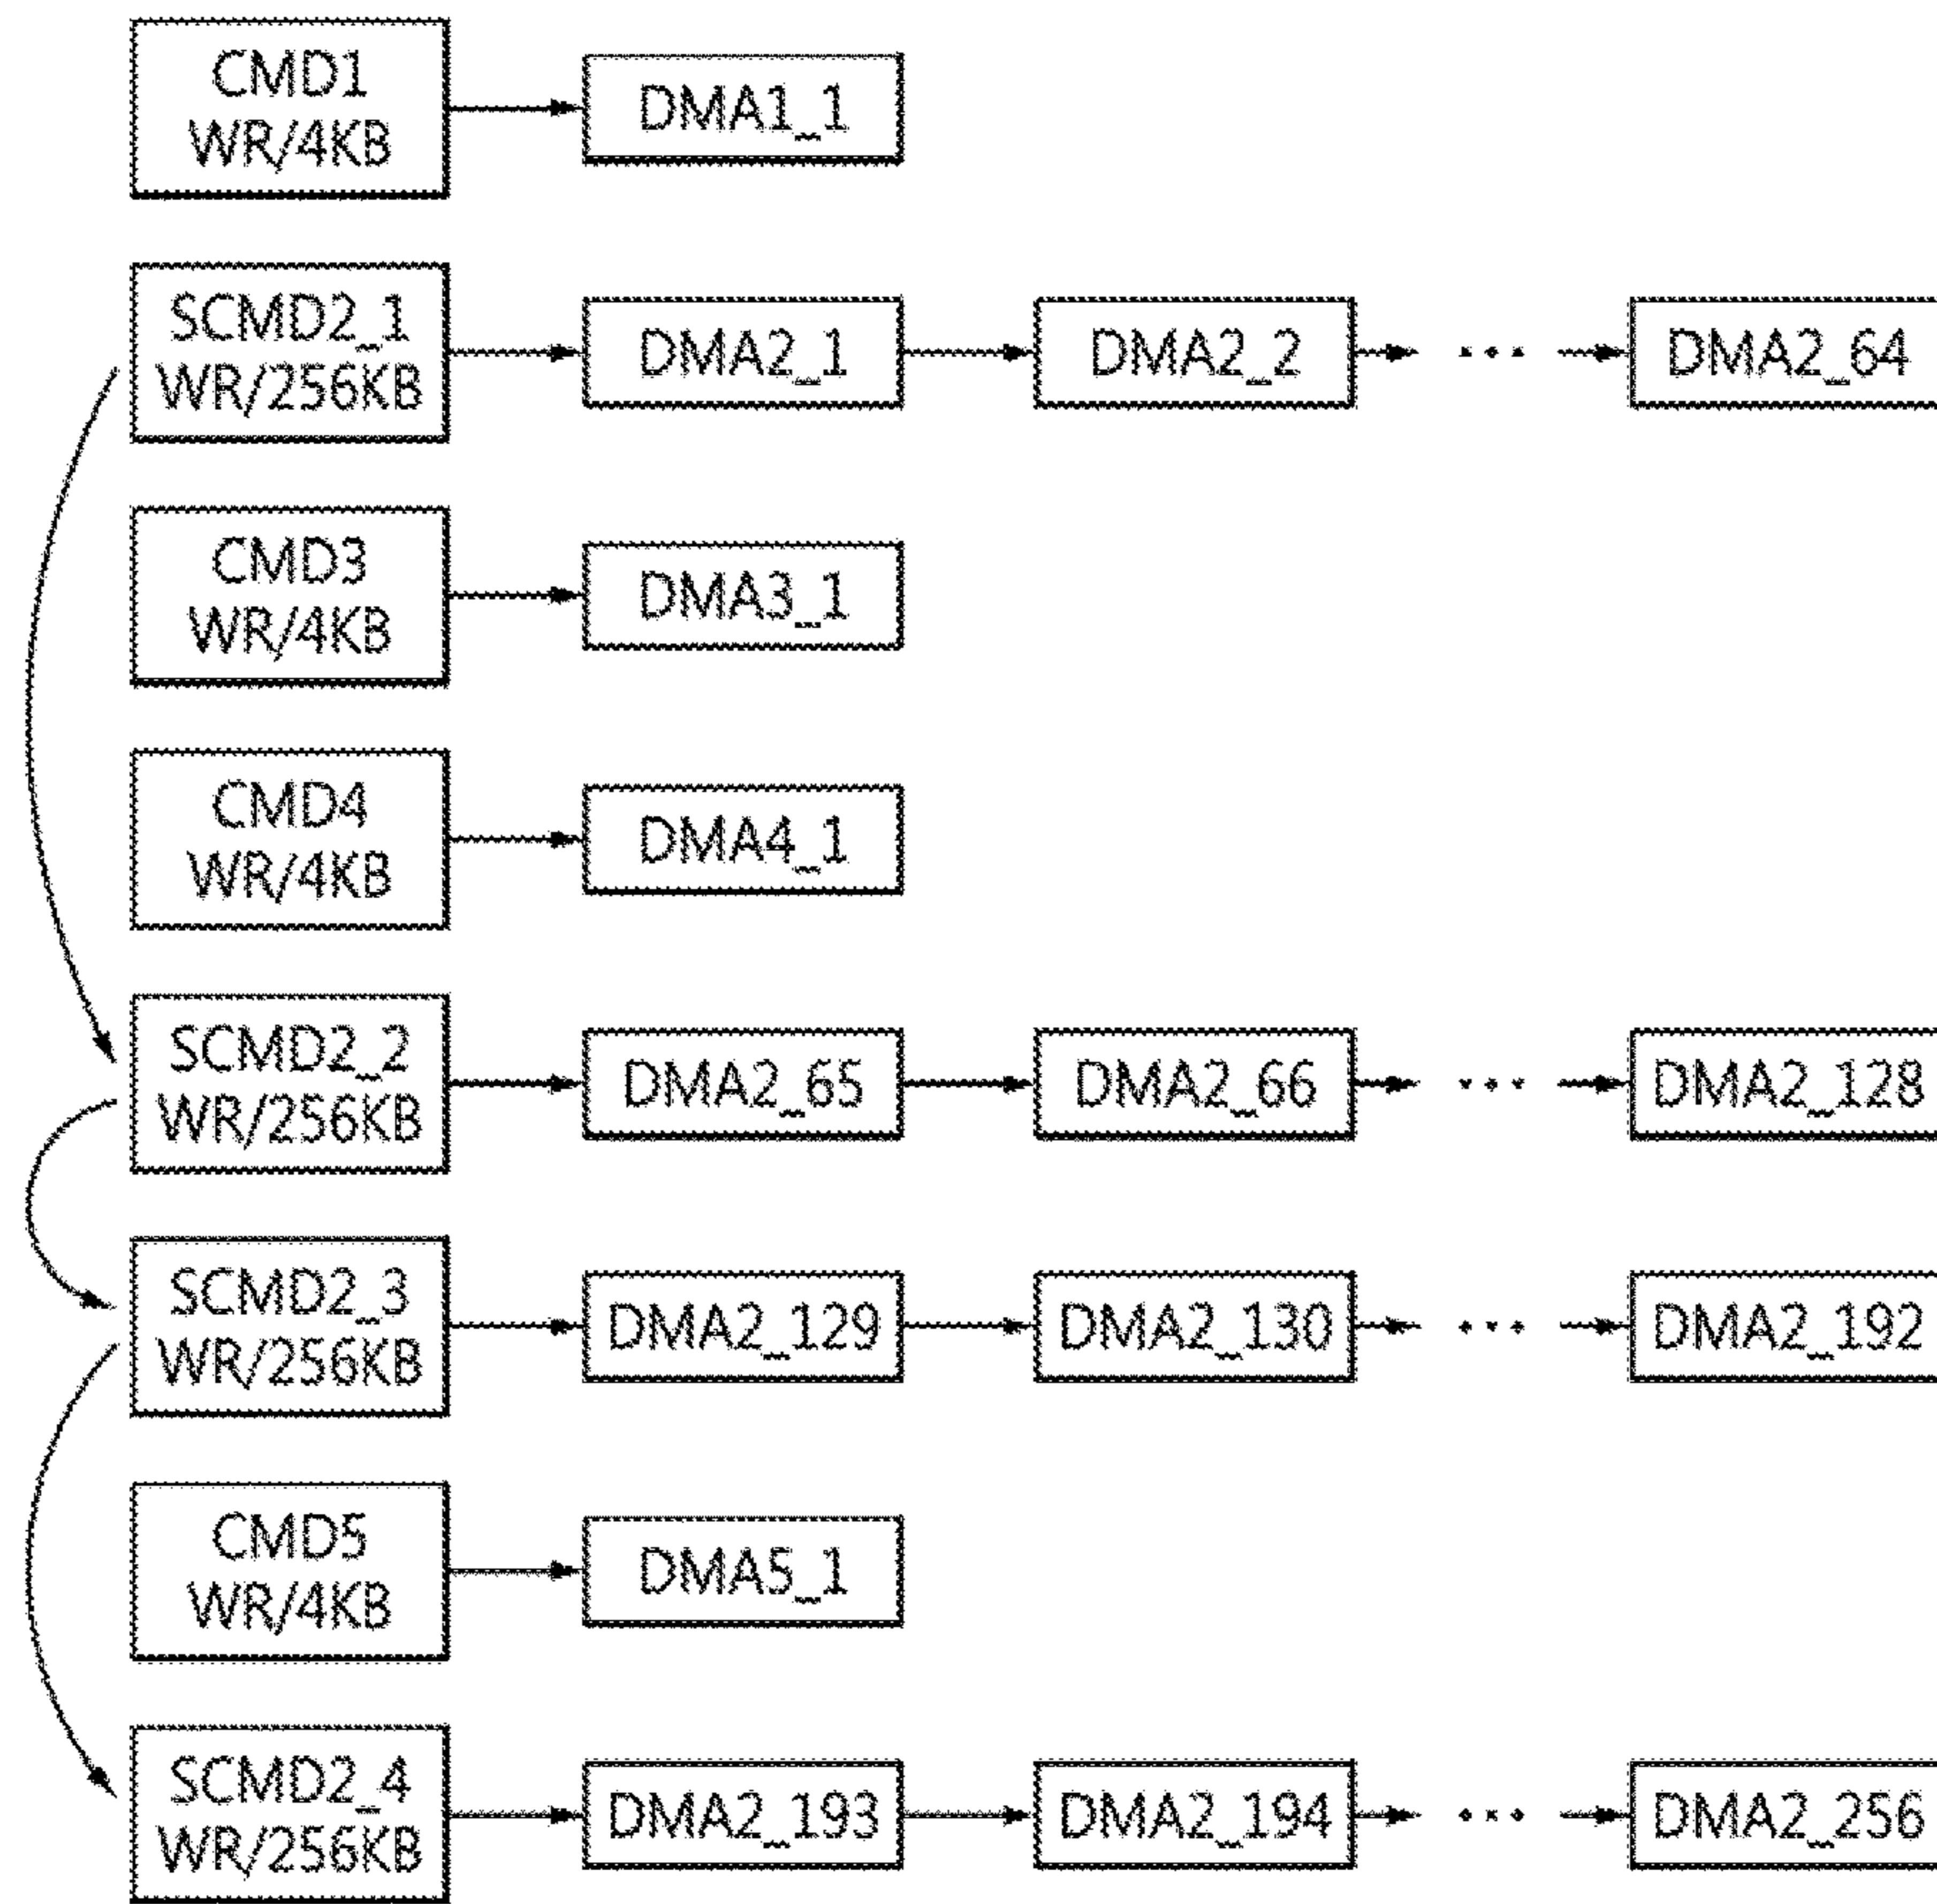 CMD1
WR/4KB
DMA1_1
SCMD2_1
WR/256KB
DMA2_1
DMA2_2
...
DMA2_64
CMD3
WR/4KB
DMA3_1
CMD4
WR/4KB
DMA4_1
SCMD2_2
WR/256KB
DMA2_65
DMA2_66
...
DMA2_128
SCMD2_3
WR/256KB
DMA2_129
DMA2_130
...
DMA2_192
CMD5
WR/4KB
DMA5_1
SCMD2_4
WR/256KB
DMA2_193
DMA2_194
...
DMA2_256